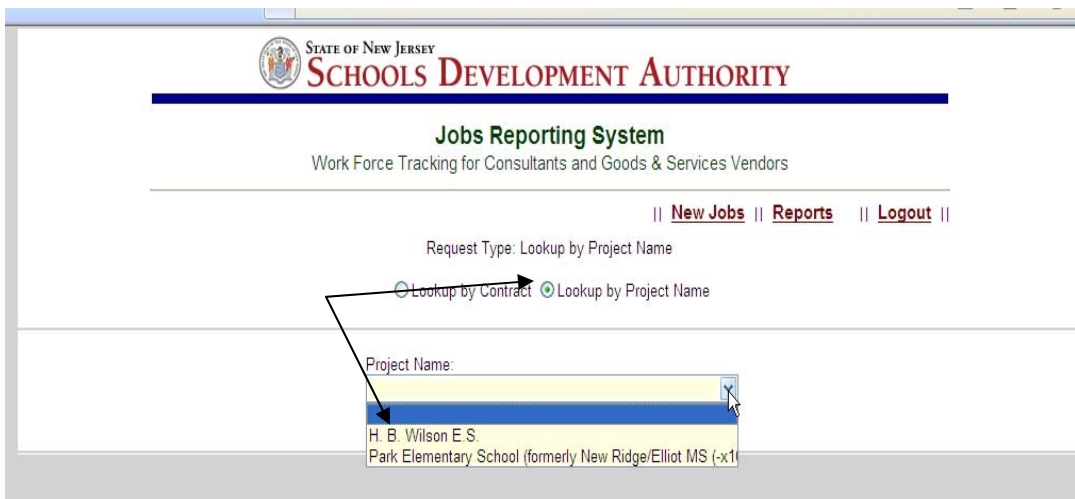 STATE OF NEW JERSEY
SCHOOLS DEVELOPMENT AUTHORITY
Jobs Reporting System
Work Force Tracking for Consultants and Goods & Services Vendors
|| New Jobs || Reports || Logout ||
Request Type: Lookup by Project Name
Lookup by Contract Lookup by Project Name
Project Name:
H. B. Wilson E.S.
Park Elementary School (formerly New Ridge/Elliot MS (-x1